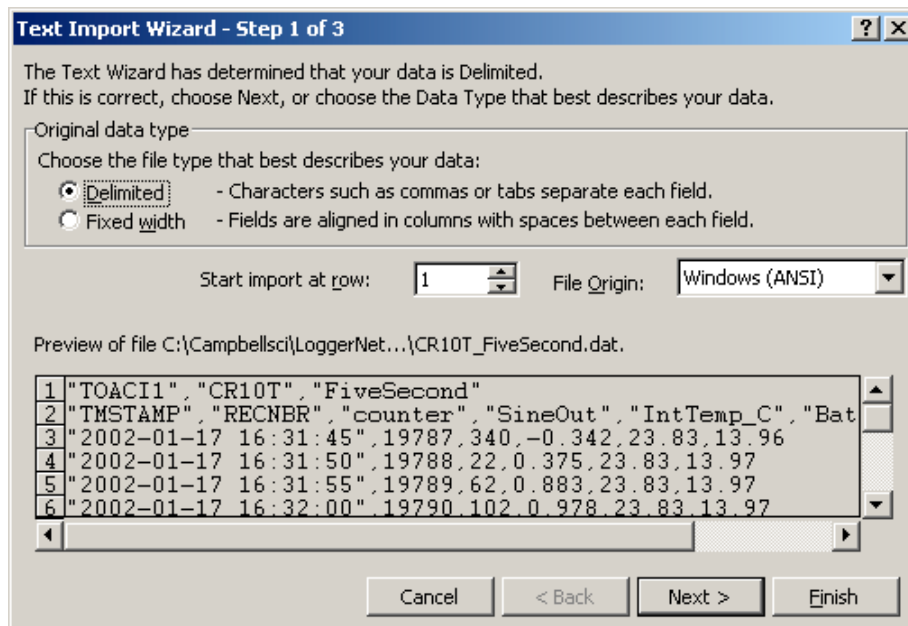 Text Import Wizard - Step 1 of 3
The Text Wizard has determined that your data is Delimited.
If this is correct, choose Next, or choose the Data Type that best describes your data.
Original data type
Choose the file type that best describes your data:
Delimited - Characters such as commas or tabs separate each field.
Fixed width - Fields are aligned in columns with spaces between each field.
Start import at row: 1 File Origin: Windows (ANSI)
Preview of file C:\Campbellsci\LoggerNet...\CR10T_FiveSecond.dat.
1 "TOACI1","CR10T","FiveSecond"
2 "TMSTAMP","RECNBR","counter","SineOut","IntTemp_C","Bat
3 "2002-01-17 16:31:45",19787,340,-0.342,23.83,13.96
4 "2002-01-17 16:31:50",19788,22,0.375,23.83,13.97
5 "2002-01-17 16:31:55",19789,62,0.883,23.83,13.97
6 "2002-01-17 16:32:00",19790,102,0.978,23.83,13.97
Cancel < Back Next > Finish